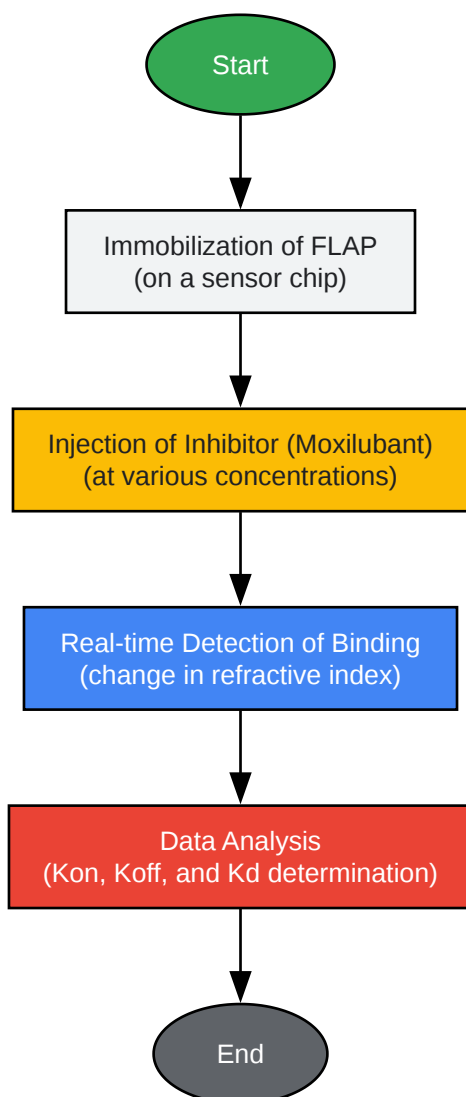 Start
Immobilization of FLAP
(on a sensor chip)
Injection of Inhibitor (Moxilubant)
(at various concentrations)
Real-time Detection of Binding
(change in refractive index)
Data Analysis
(Kon, Koff, and Kd determination)
End